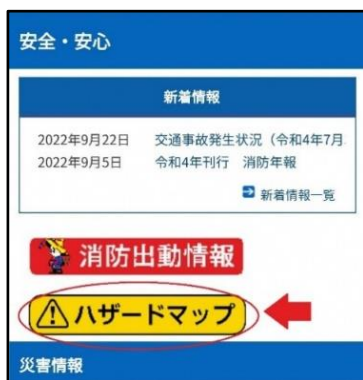 安全・安心
新着情報
2022年9月22日 交通事故発生状況（令和4年7月
2022年9月5日 令和4年刊行 消防年報
新着情報一覧
消防出動情報
ハザードマップ
災害情報